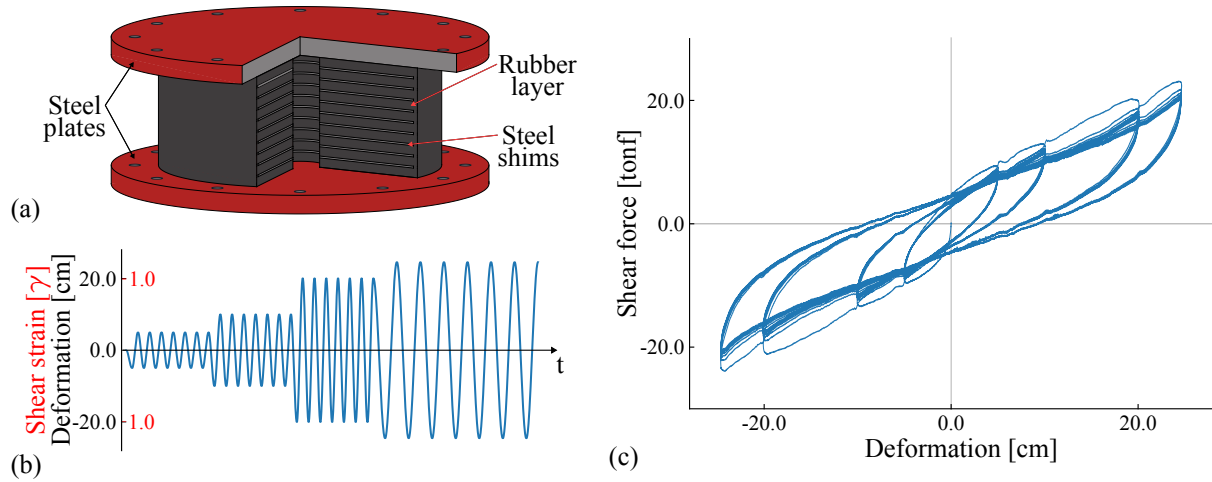 (a)
Steel
plates
Rubber
layer
Steel
shims
(b)
Shear strain [γ]
Deformation [cm]
20.0
1.0
0.0
-20.0
1.0
t
(c)
Shear force [tonf]
20.0
0.0
-20.0
-20.0
0.0
20.0
Deformation [cm]